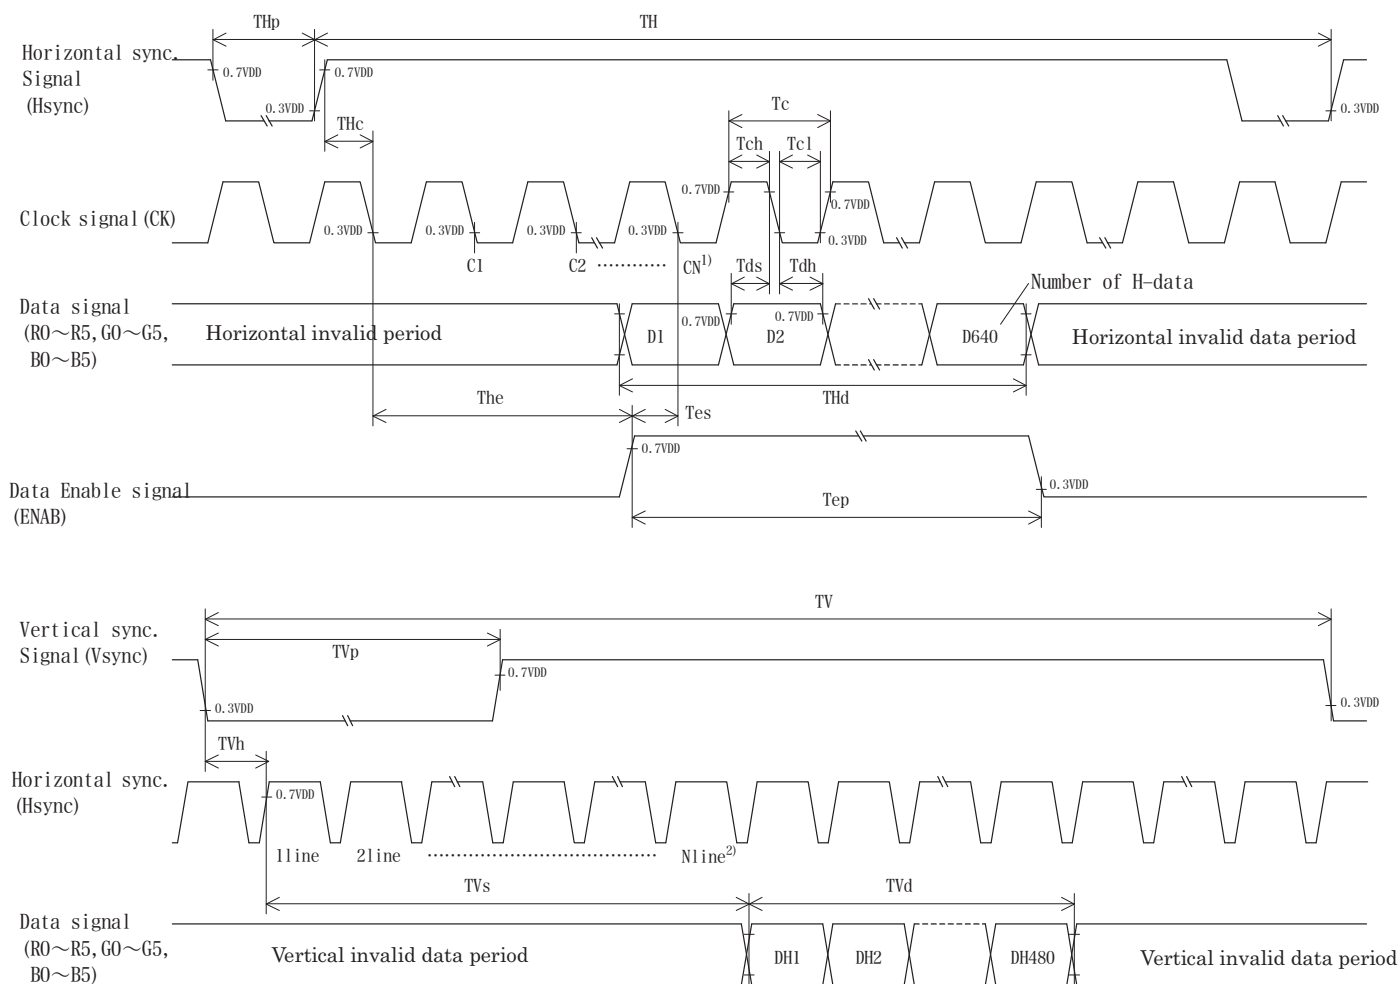 THp
TH
Horizontal sync.
Signal
(Hsync)
0.7VDD
0.3VDD
0.7VDD
0.3VDD
THc
Tc
Tch
Tcl
Clock signal(CK)
0.3VDD
0.3VDD
0.3VDD
0.3VDD
0.7VDD
0.7VDD
0.3VDD
C1
C2
CN1)
Tds
Tdh
Number of H-data
Data signal
(R0~R5,G0~G5,
B0~B5)
Horizontal invalid period
D1
0.7VDD
D2
0.7VDD
D640
Horizontal invalid data period
THd
The
Tes
0.7VDD
Data Enable signal
(ENAB)
0.3VDD
Tep
TV
Vertical sync.
Signal(Vsync)
TVp
0.7VDD
0.3VDD
0.3VDD
TVh
Horizontal sync.
(Hsync)
0.7VDD
1line
2line
Nline2)
TVs
TVd
Data signal
(R0~R5,G0~G5,
B0~B5)
Vertical invalid data period
DH1
DH2
DH480
Vertical invalid data period